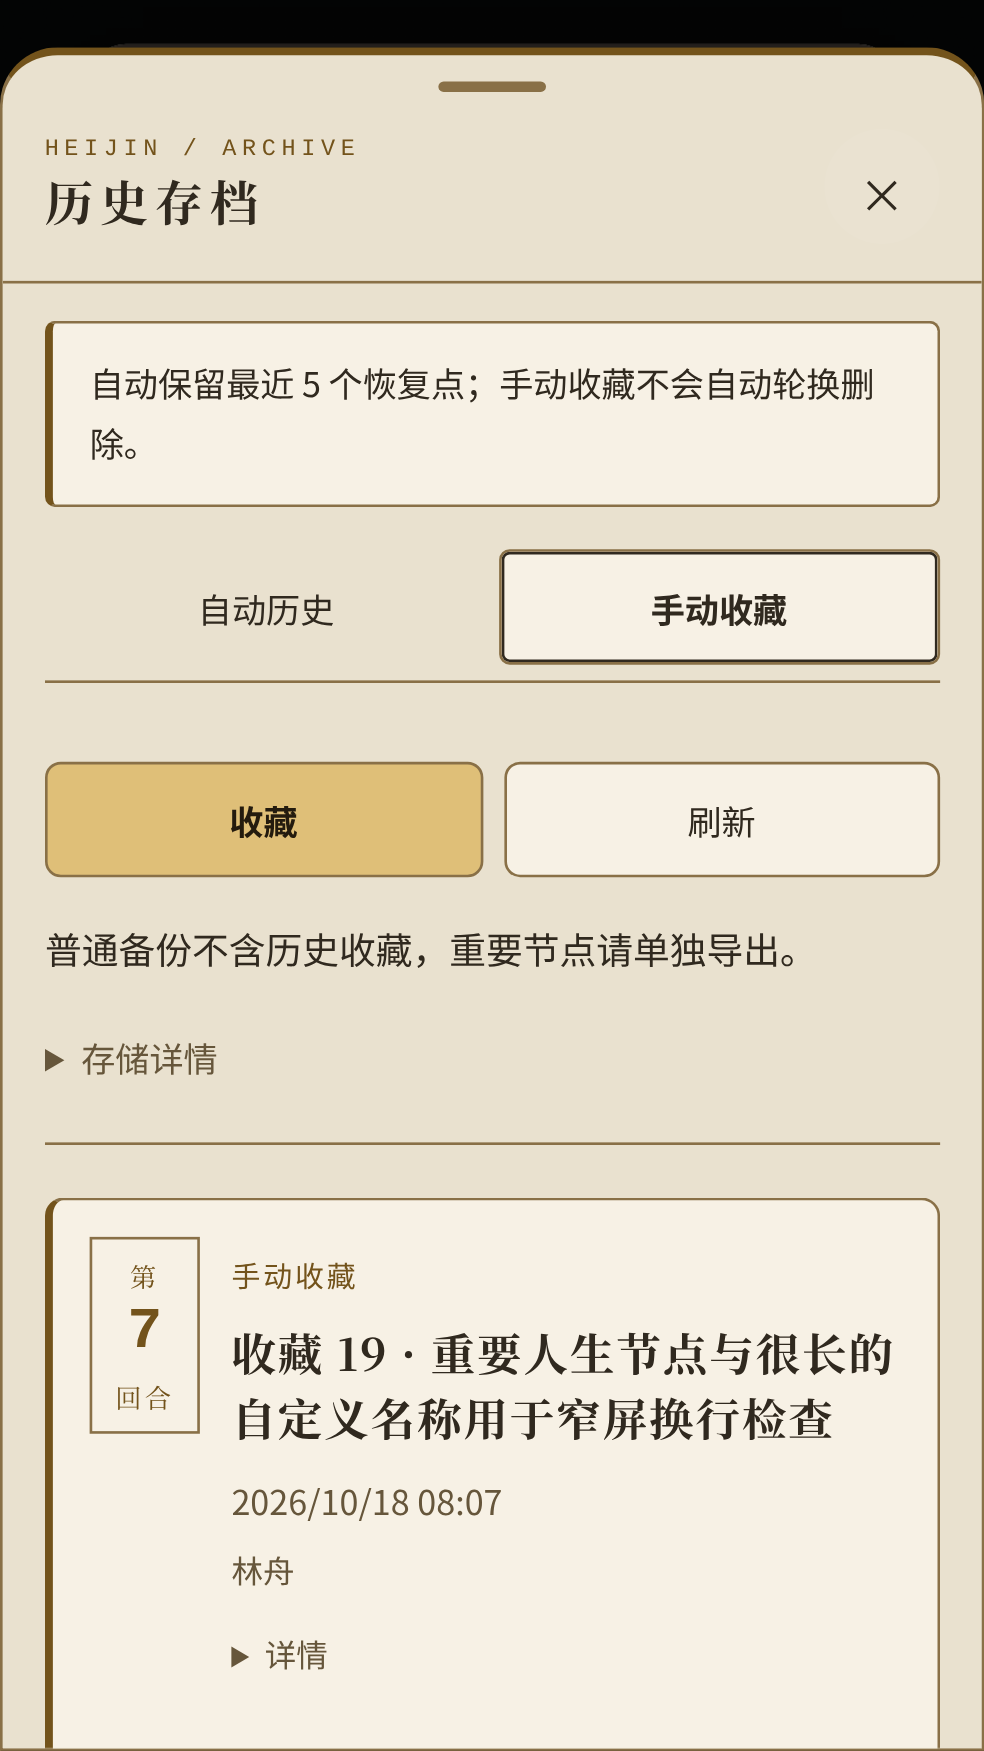 HEIJIN / ARCHIVE
历史存档
自动保留最近 5 个恢复点；手动收藏不会自动轮换删
除。
自动历史
手动收藏
收藏
刷新
普通备份不含历史收藏，重要节点请单独导出。
存储详情
第
7
回合
手动收藏
收藏 19 · 重要人生节点与很长的
自定义名称用于窄屏换行检查
2026/10/18 08:07
林舟
详情